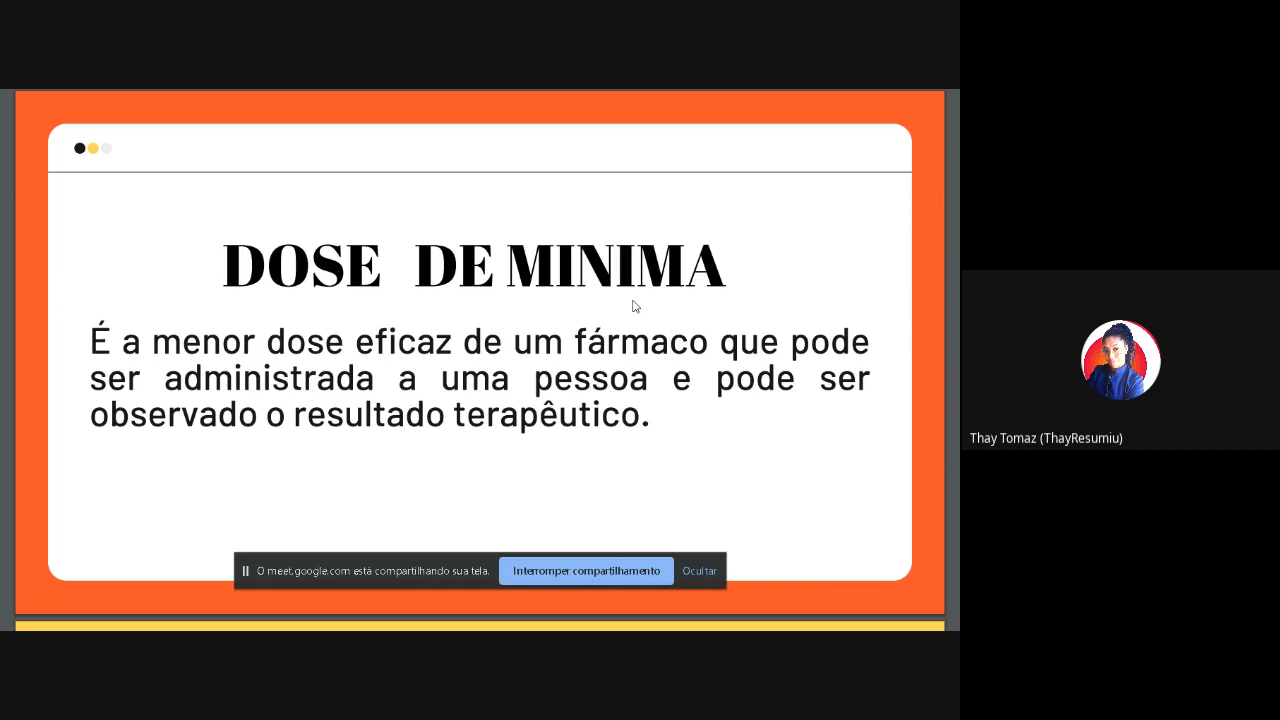 DOSE DE MINIMA
É a menor dose eficaz de um fármaco que pode
ser administrada a uma pessoa e pode ser
observado o resultado terapêutico.
O meet.google.com está compartilhando sua tela.
Interromper compartilhamento
Ocultar
Thay Tomaz (ThayResumiu)